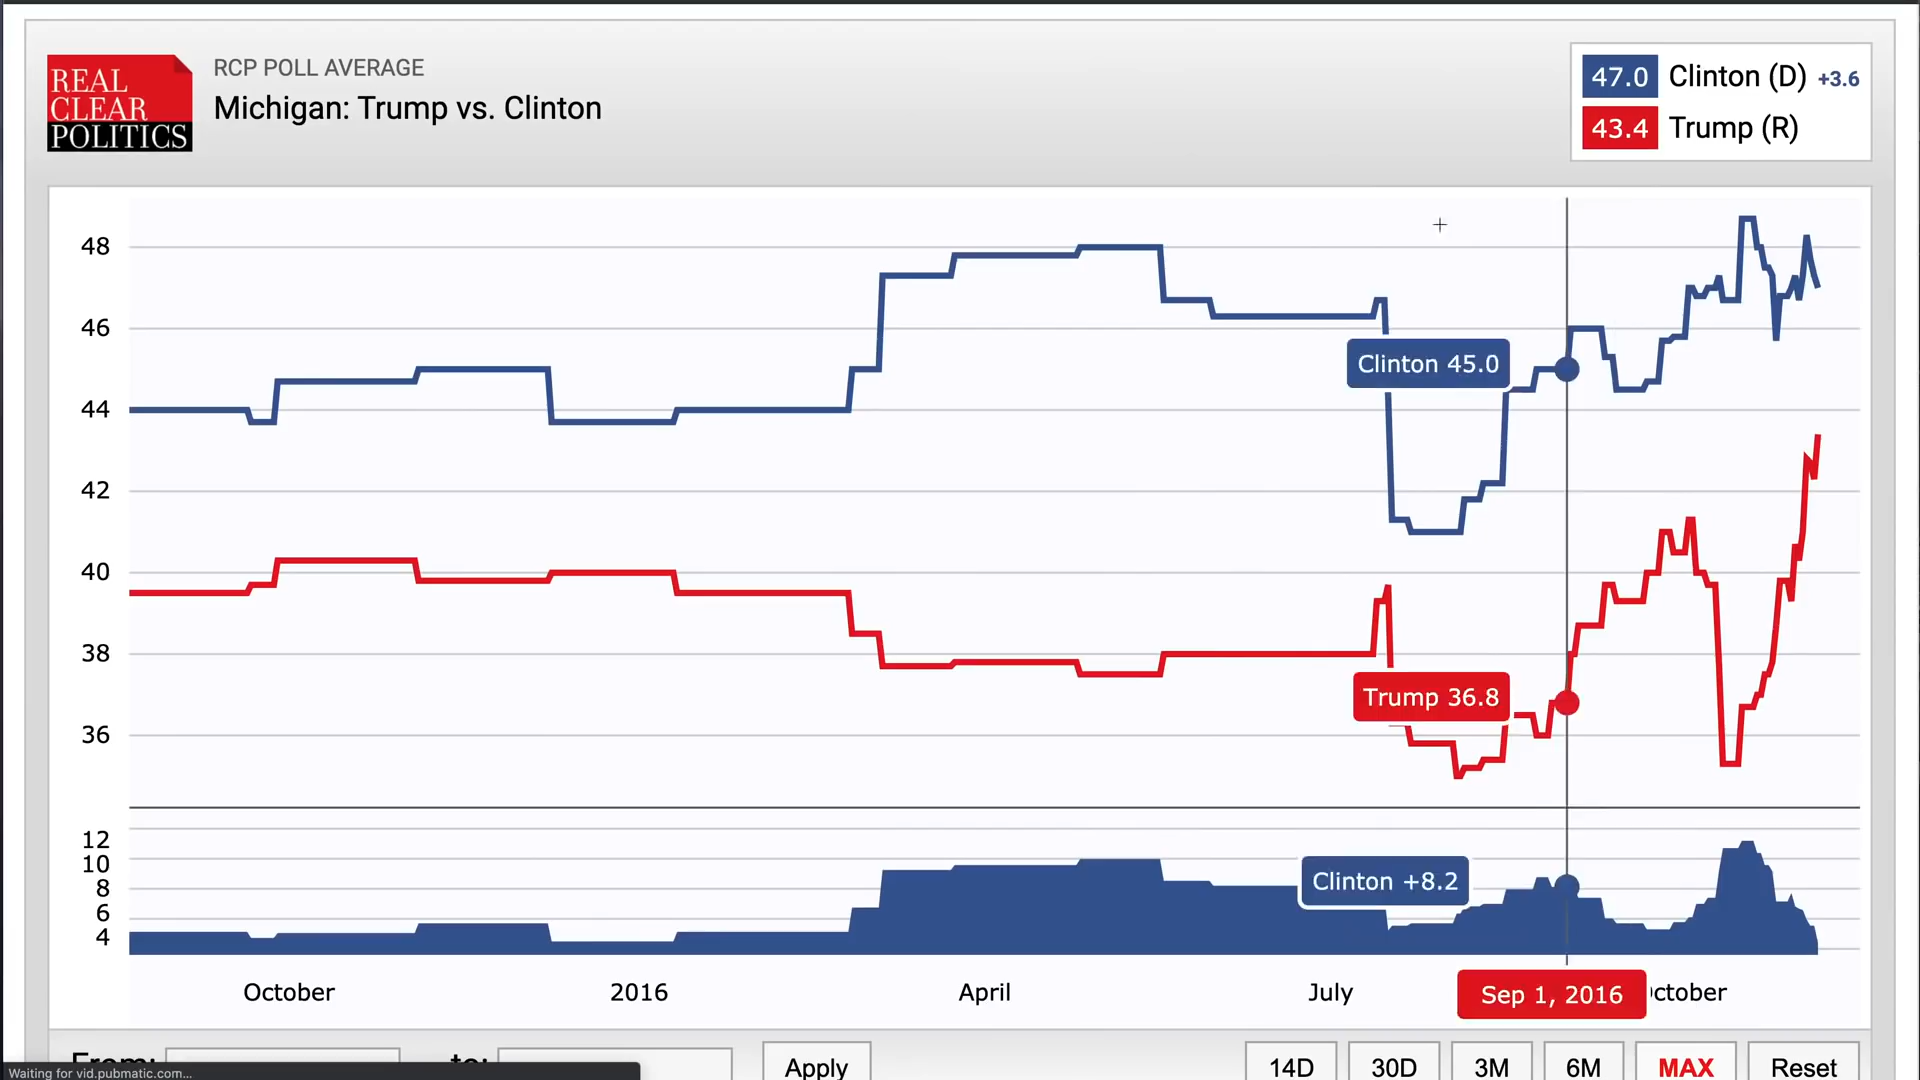 REAL
CLEAR
POLITICS
RCP POLL AVERAGE
Michigan: Trump vs. Clinton
47.0 Clinton (D) +3.6
43.4 Trump (R)
48
46
44
42
40
38
36
Clinton 45.0
Trump 36.8
12
10
8
6
4
Clinton +8.2
October 2016 April July Sep 1, 2016 ctober
From: to: Apply 14D 30D 3M 6M MAX Reset
Waiting for vid.pubmatic.com...